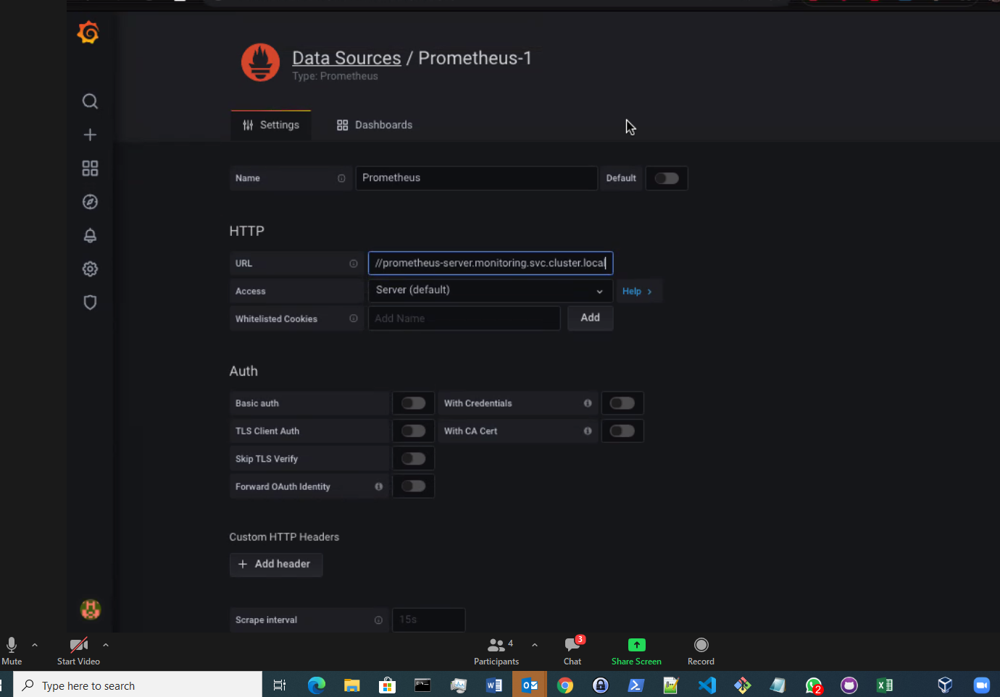 Data Sources / Prometheus-1
Type: Prometheus
Settings
Dashboards
Name
Prometheus
Default
HTTP
URL
//prometheus-server.monitoring.svc.cluster.local
Access
Server (default)
Help >
Whitelisted Cookies
Add Name
Add
Auth
Basic auth
With Credentials
TLS Client Auth
With CA Cert
Skip TLS Verify
Forward OAuth Identity
Custom HTTP Headers
+ Add header
Scrape interval
15s
Mute
Start Video
4
Participants
3
Chat
Share Screen
Record
Type here to search
2